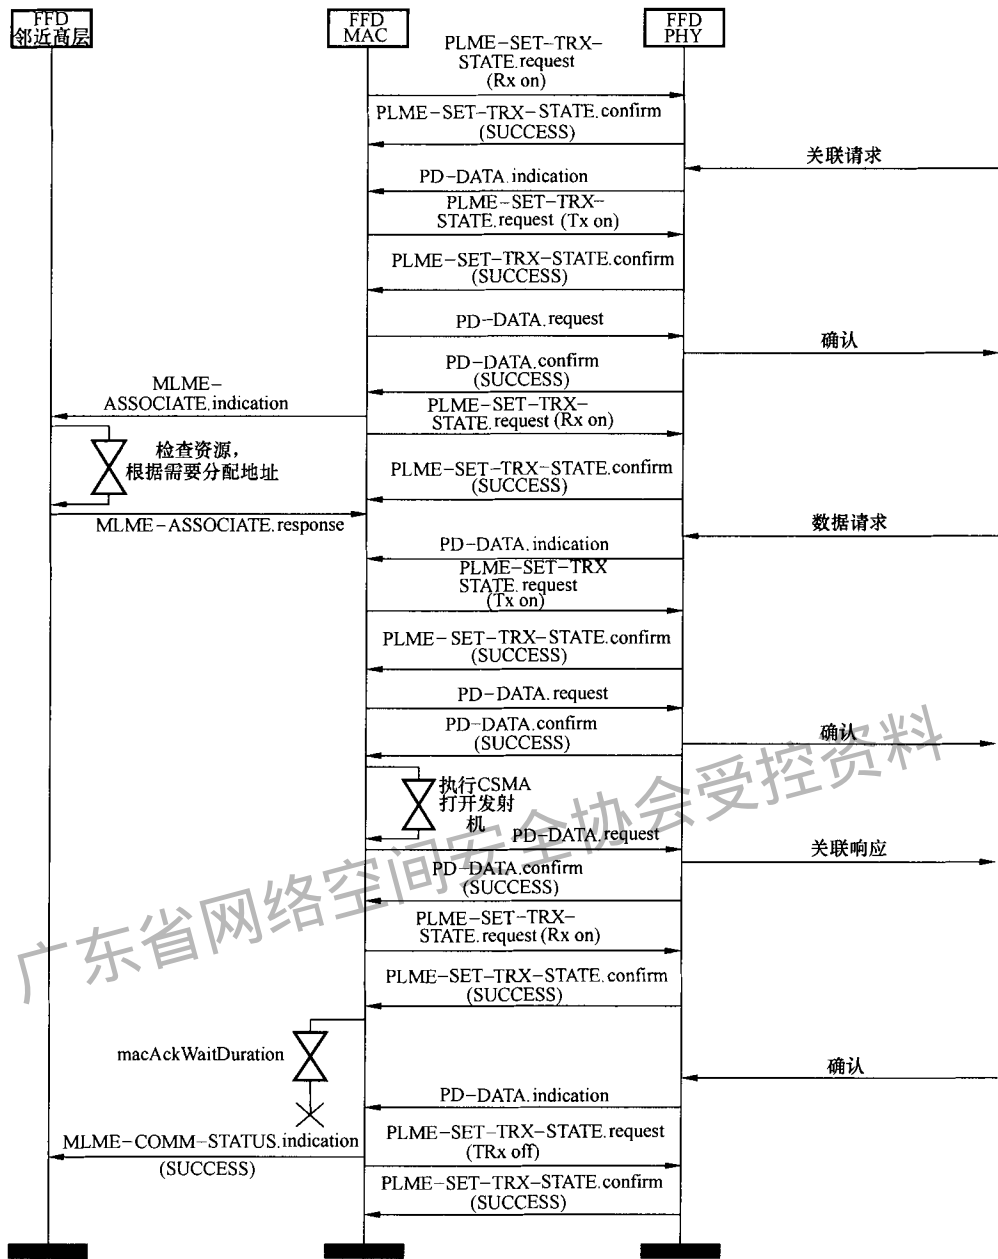 FFD
邻近高层
FFD
MAC
FFD
PHY
PLME-SET-TRX-
STATE.request
(Rx on)
PLME-SET-TRX-STATE.confirm
(SUCCESS)
关联请求
PD-DATA.indication
PLME-SET-TRX-
STATE.request (Tx on)
PLME-SET-TRX-STATE.confirm
(SUCCESS)
PD-DATA.request
确认
PD-DATA.confirm
(SUCCESS)
MLME-
ASSOCIATE.indication
PLME-SET-TRX-
STATE.request (Rx on)
检查资源,
根据需要分配地址
PLME-SET-TRX-STATE.confirm
(SUCCESS)
MLME-ASSOCIATE.response
数据请求
PD-DATA.indication
PLME-SET-TRX
STATE.request
(Tx on)
PLME-SET-TRX-STATE.confirm
(SUCCESS)
PD-DATA.request
PD-DATA.confirm
(SUCCESS)
确认
执行CSMA
打开发射
机
PD-DATA.request
关联响应
PD-DATA.confirm
(SUCCESS)
PLME-SET-TRX-
STATE.request (Rx on)
PLME-SET-TRX-STATE.confirm
(SUCCESS)
macAckWaitDuration
确认
PD-DATA.indication
MLME-COMM-STATUS.indication
(SUCCESS)
PLME-SET-TRX-STATE.request
(TRx off)
PLME-SET-TRX-STATE.confirm
(SUCCESS)
广东省网络空间安全协会受控资料